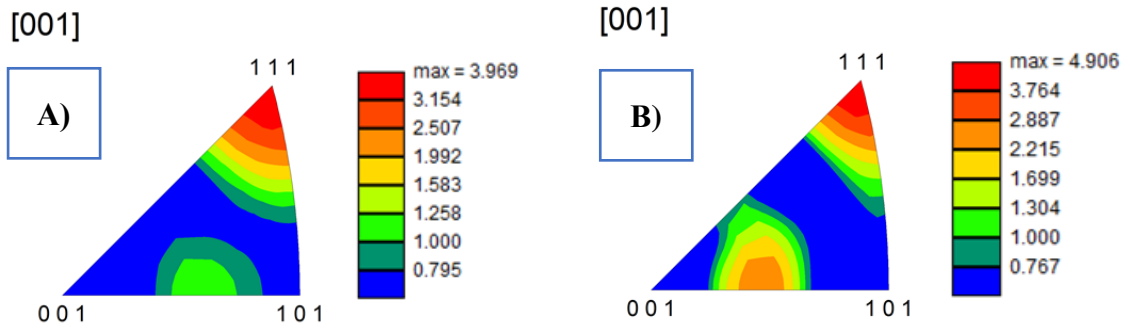 [001]
A)
1 1 1
0 0 1
1 0 1
max = 3.969
3.154
2.507
1.992
1.583
1.258
1.000
0.795
[001]
B)
1 1 1
0 0 1
1 0 1
max = 4.906
3.764
2.887
2.215
1.699
1.304
1.000
0.767